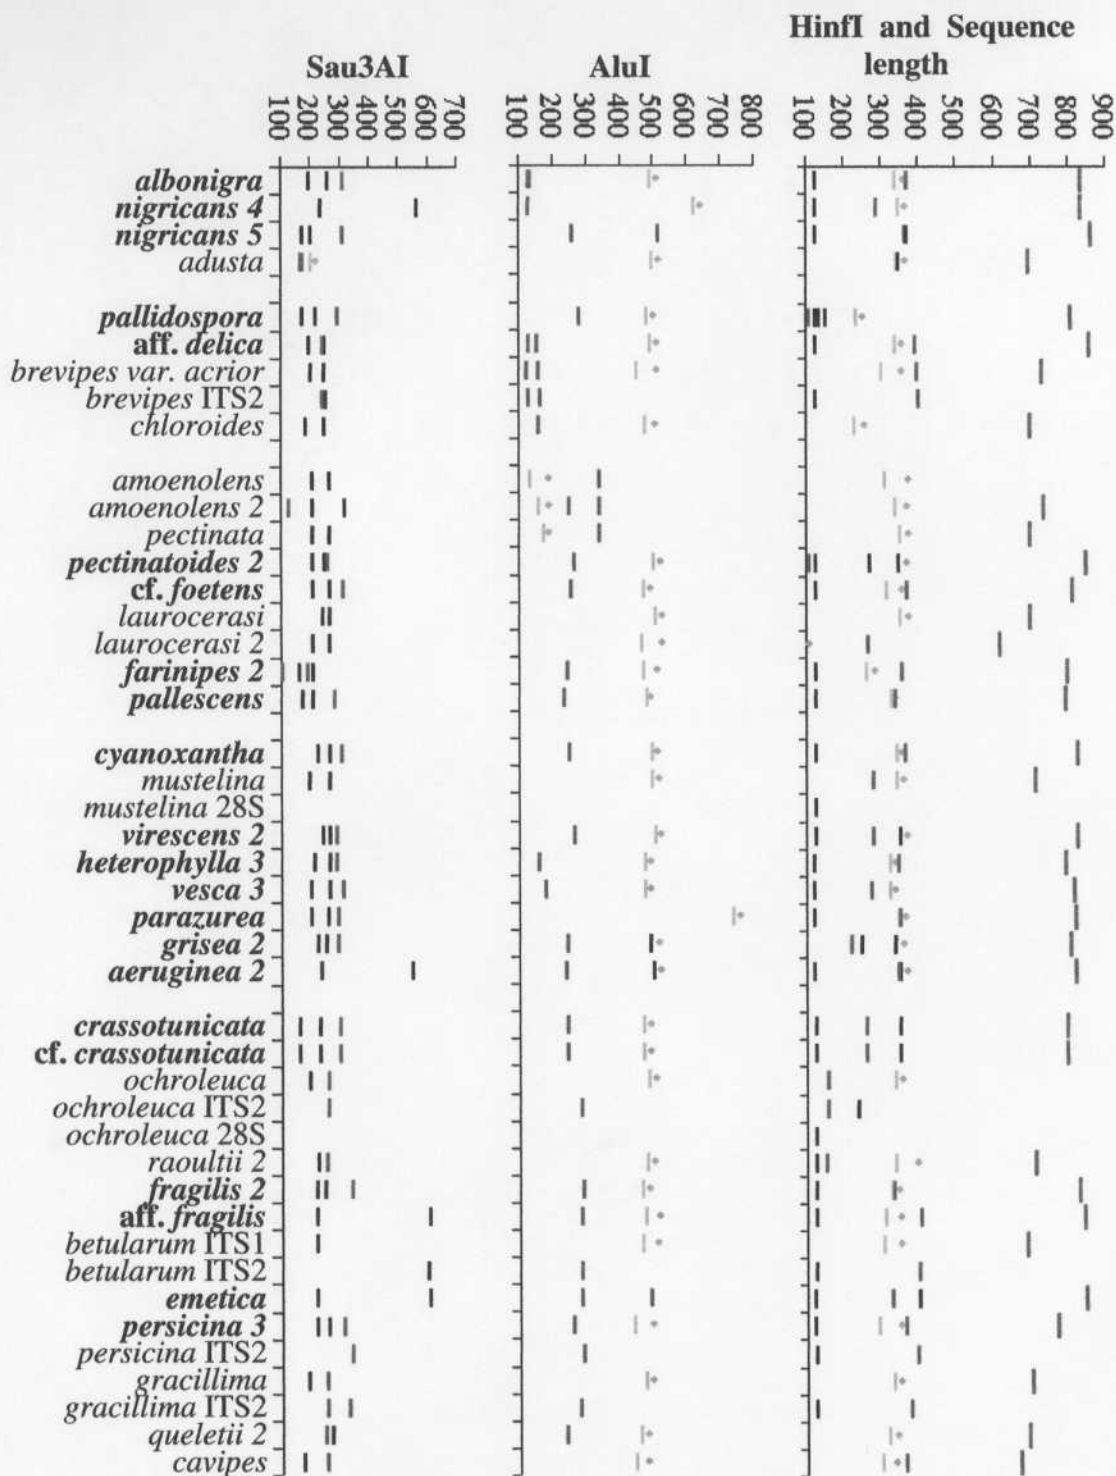 HinfI and Sequence
length
Sau3AI
AluI
100 200 300 400 500 600 700
100 200 300 400 500 600 700 800
100 200 300 400 500 600 700 800 900
albonigra
nigricans 4
nigricans 5
adusta
pallidospora
aff. delica
brevipes var. acrior
brevipes ITS2
chloroides
amoenolens
amoenolens 2
pectinata
pectinatoides 2
cf. foetens
laurocerasi
laurocerasi 2
farinipes 2
pallescens
cyanoxantha
mustelina
mustelina 28S
virescens 2
heterophylla 3
vesca 3
parazurea
grisea 2
aeruginea 2
crassotunicata
cf. crassotunicata
ochroleuca
ochroleuca ITS2
ochroleuca 28S
raoultii 2
fragilis 2
aff. fragilis
betularum ITS1
betularum ITS2
emetica
persicina 3
persicina ITS2
gracillima
gracillima ITS2
queletii 2
cavipes